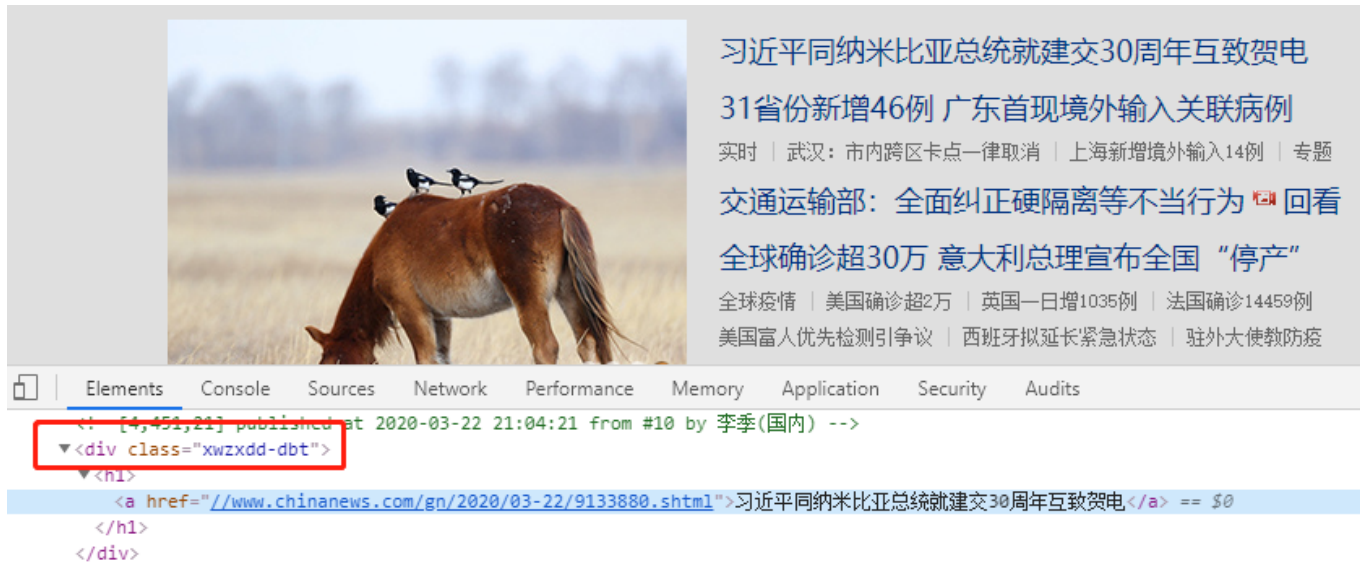 习近平同纳米比亚总统就建交30周年互致贺电
31省份新增46例 广东首现境外输入关联病例
实时 | 武汉：市内跨区卡点一律取消 | 上海新增境外输入14例 | 专题
交通运输部：全面纠正硬隔离等不当行为 回看
全球确诊超30万 意大利总理宣布全国“停产”
全球疫情 | 美国确诊超2万 | 英国一日增1035例 | 法国确诊14459例
美国富人优先检测引争议 | 西班牙拟延长紧急状态 | 驻外大使教防疫
Elements Console Sources Network Performance Memory Application Security Audits
<!-- [4,451,21] published at 2020-03-22 21:04:21 from #10 by 李季(国内) -->
▼<div class="xwzxdd-dbt">
▼<h1>
<a href="//www.chinanews.com/gn/2020/03-22/9133880.shtml">习近平同纳米比亚总统就建交30周年互致贺电</a> == $0
</h1>
</div>